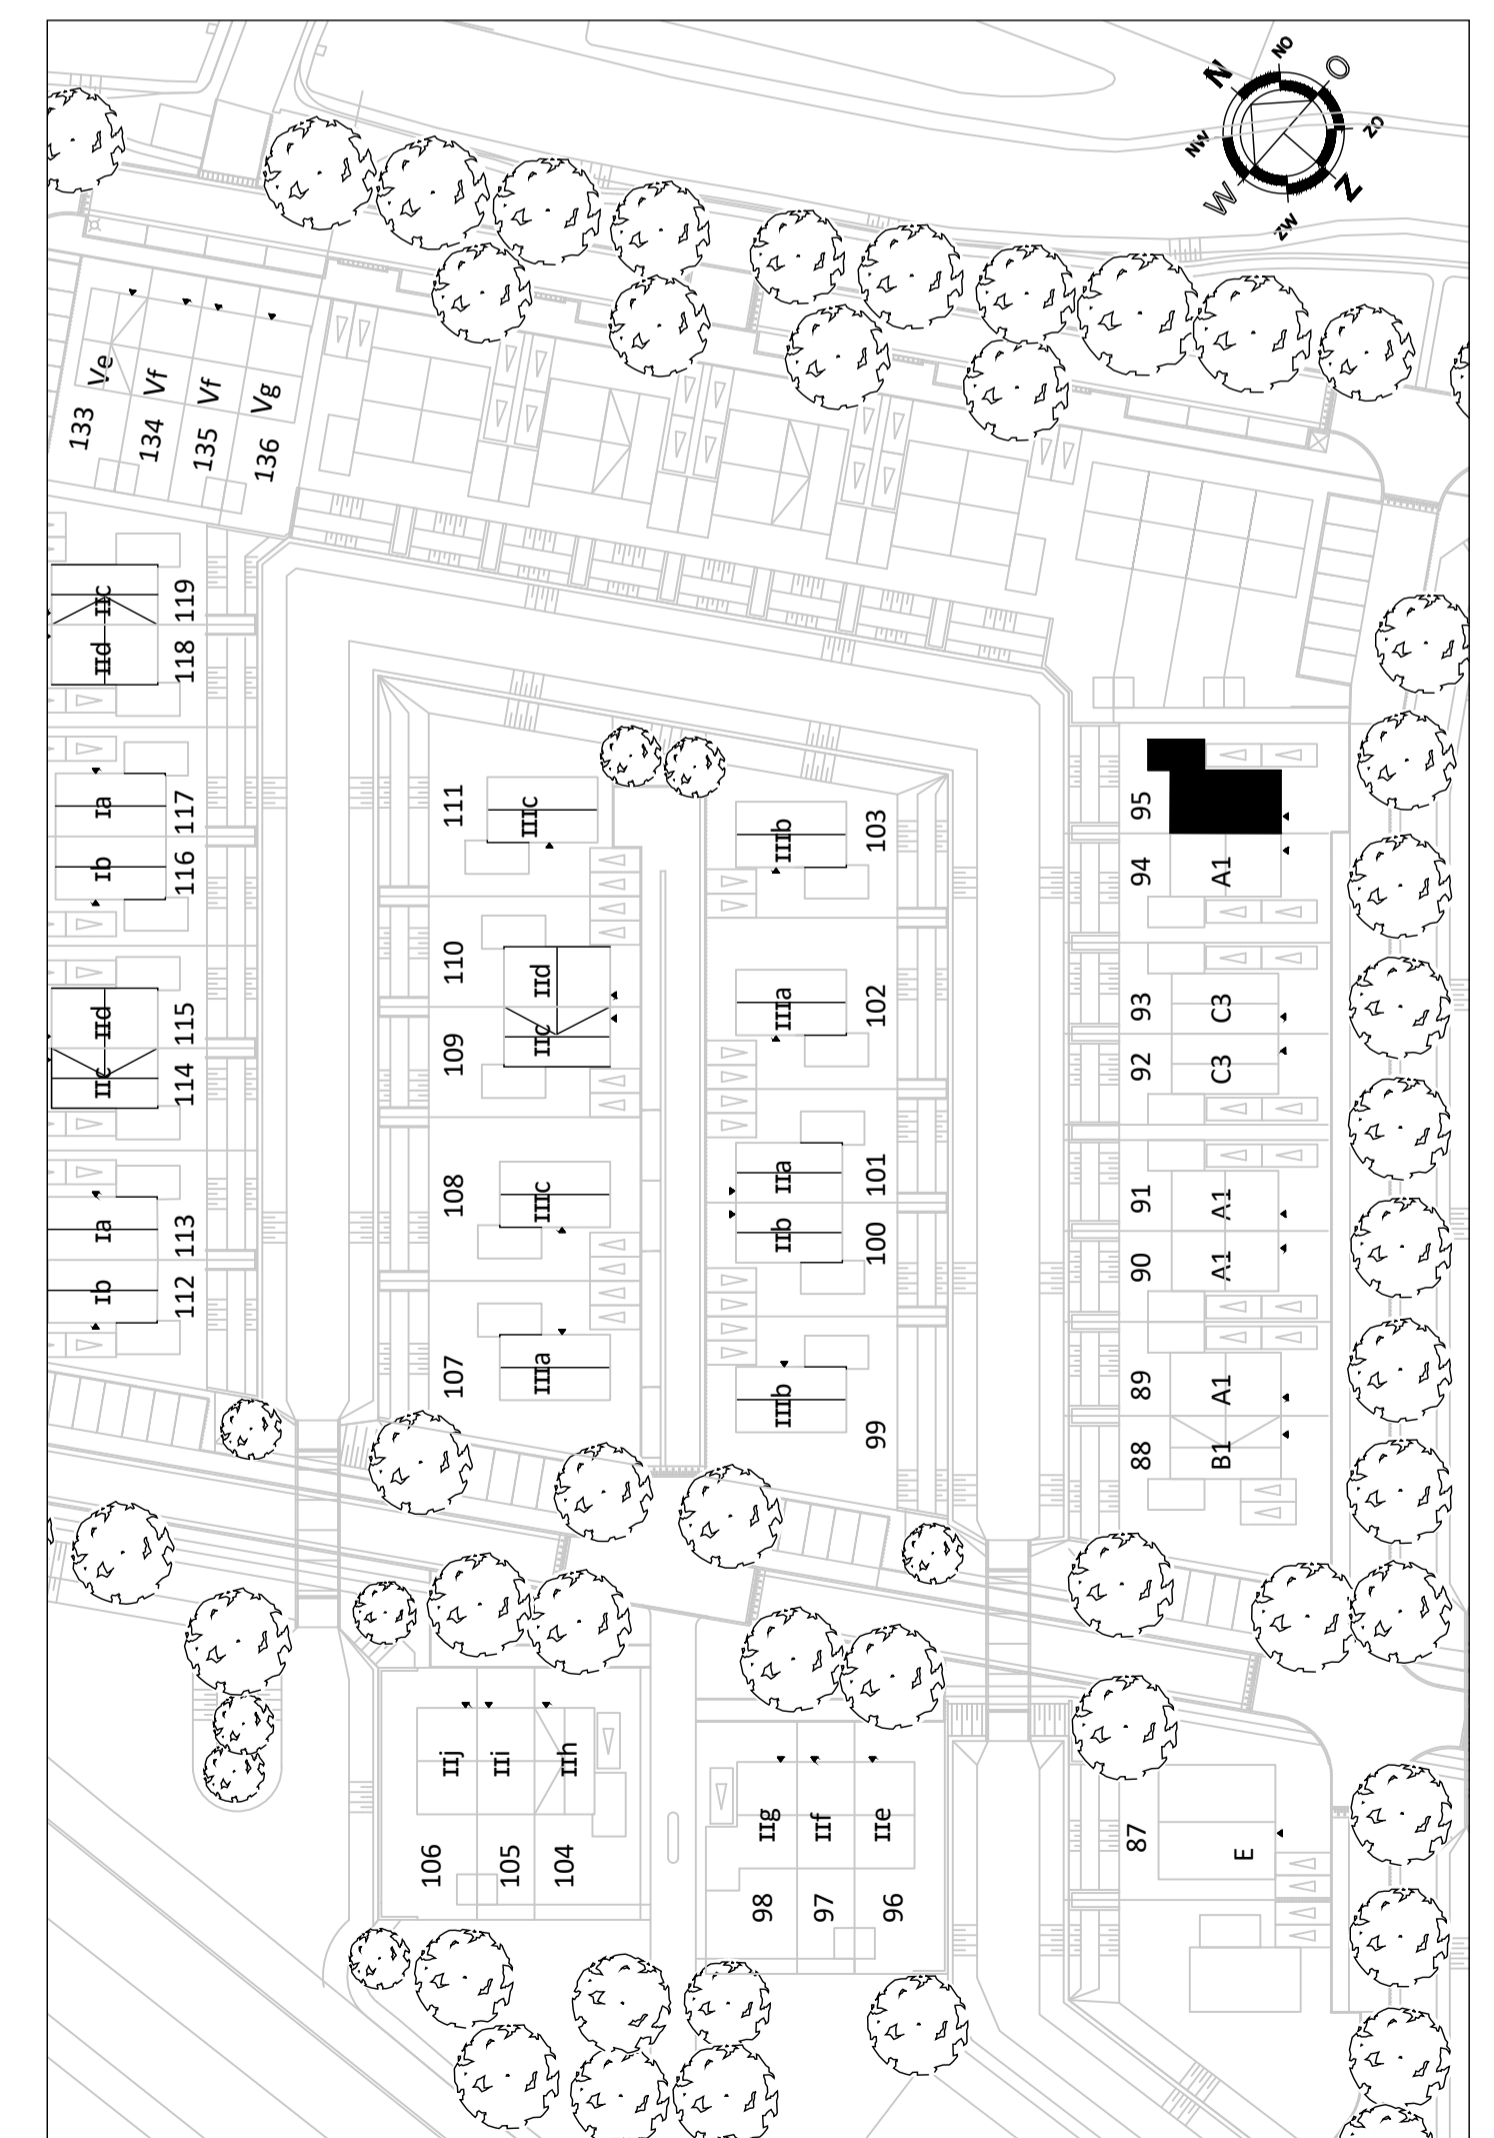 N
NO
O
NW
ZO
W
ZW
Z
Ve
Vf
Vf
Vg
133
134
135
136
IIc
119
IId
118
Ia
117
Ib
116
IId
115
IIc
114
Ia
113
Ib
112
111
IIIc
110
IId
109
IIc
108
IIIc
107
IIIa
IIIb
103
IIIa
102
IIa
101
IIb
100
IIIb
99
95
94
A1
93
C3
92
C3
91
A1
90
A1
89
A1
88
B1
IIj
IIi
IIh
106
105
104
IIg
IIf
IIe
98
97
96
87
E